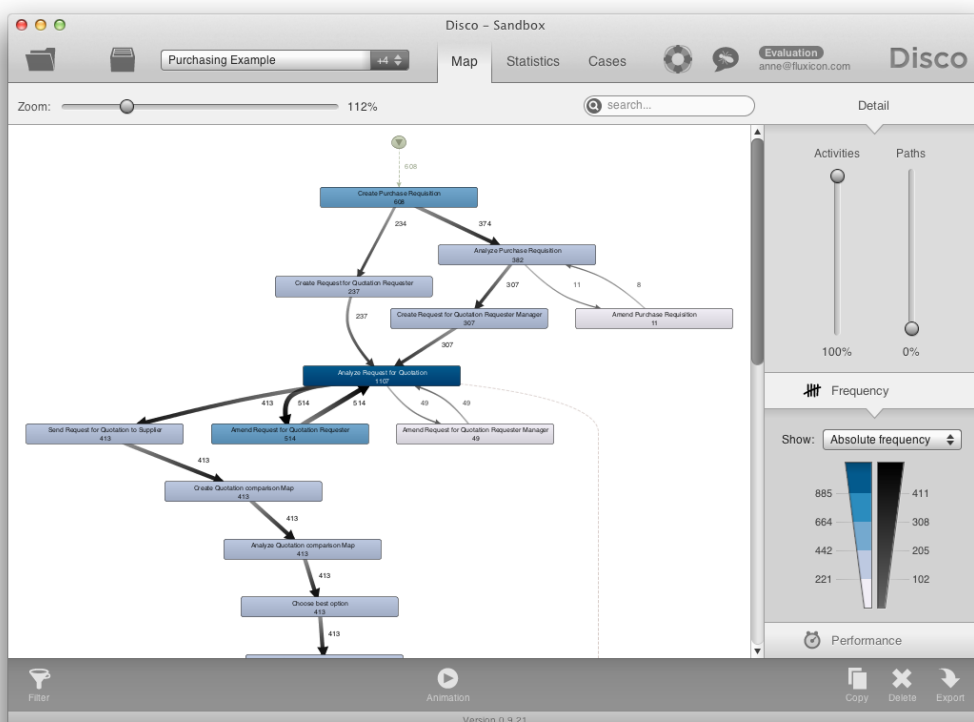 Disco – Sandbox
Purchasing Example
+4
Map
Statistics
Cases
Evaluation
anne@fluxicon.com
Disco
Zoom:
112%
search...
Detail
608
Create Purchase Requisition
608
234
374
Analyze Purchase Requisition
382
Create Request for Quotation Requester
237
307
11
8
237
Create Request for Quotation Requester Manager
307
Amend Purchase Requisition
11
307
Analyze Request for Quotation
1107
413
514
514
49
49
Send Request for Quotation to Supplier
413
Amend Request for Quotation Requester
514
Amend Request for Quotation Requester Manager
49
413
Create Quotation comparison Map
413
413
Analyze Quotation comparison Map
413
413
Choose best option
413
413
Activities
Paths
100%
0%
Frequency
Show:
Absolute frequency
885
411
664
308
442
205
221
102
Performance
Filter
Animation
Copy
Delete
Export
Version 0.9.21